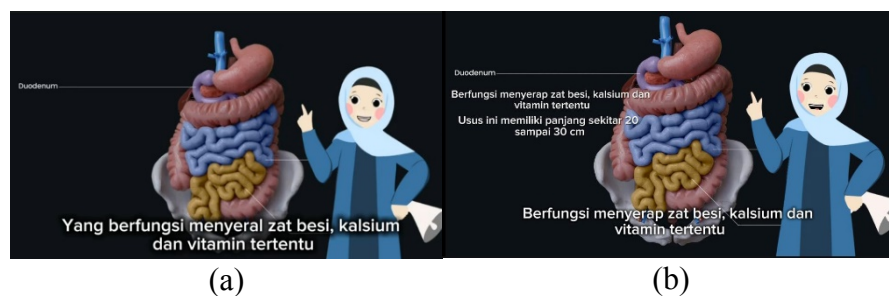 Duodenum
Yang berfungsi menyeral zat besi, kalsium
dan vitamin tertentu
(a)
Duodenum
Berfungsi menyerap zat besi, kalsium dan
vitamin tertentu
Usus ini memiliki panjang sekitar 20
sampai 30 cm
Berfungsi menyerap zat besi, kalsium dan
vitamin tertentu
(b)